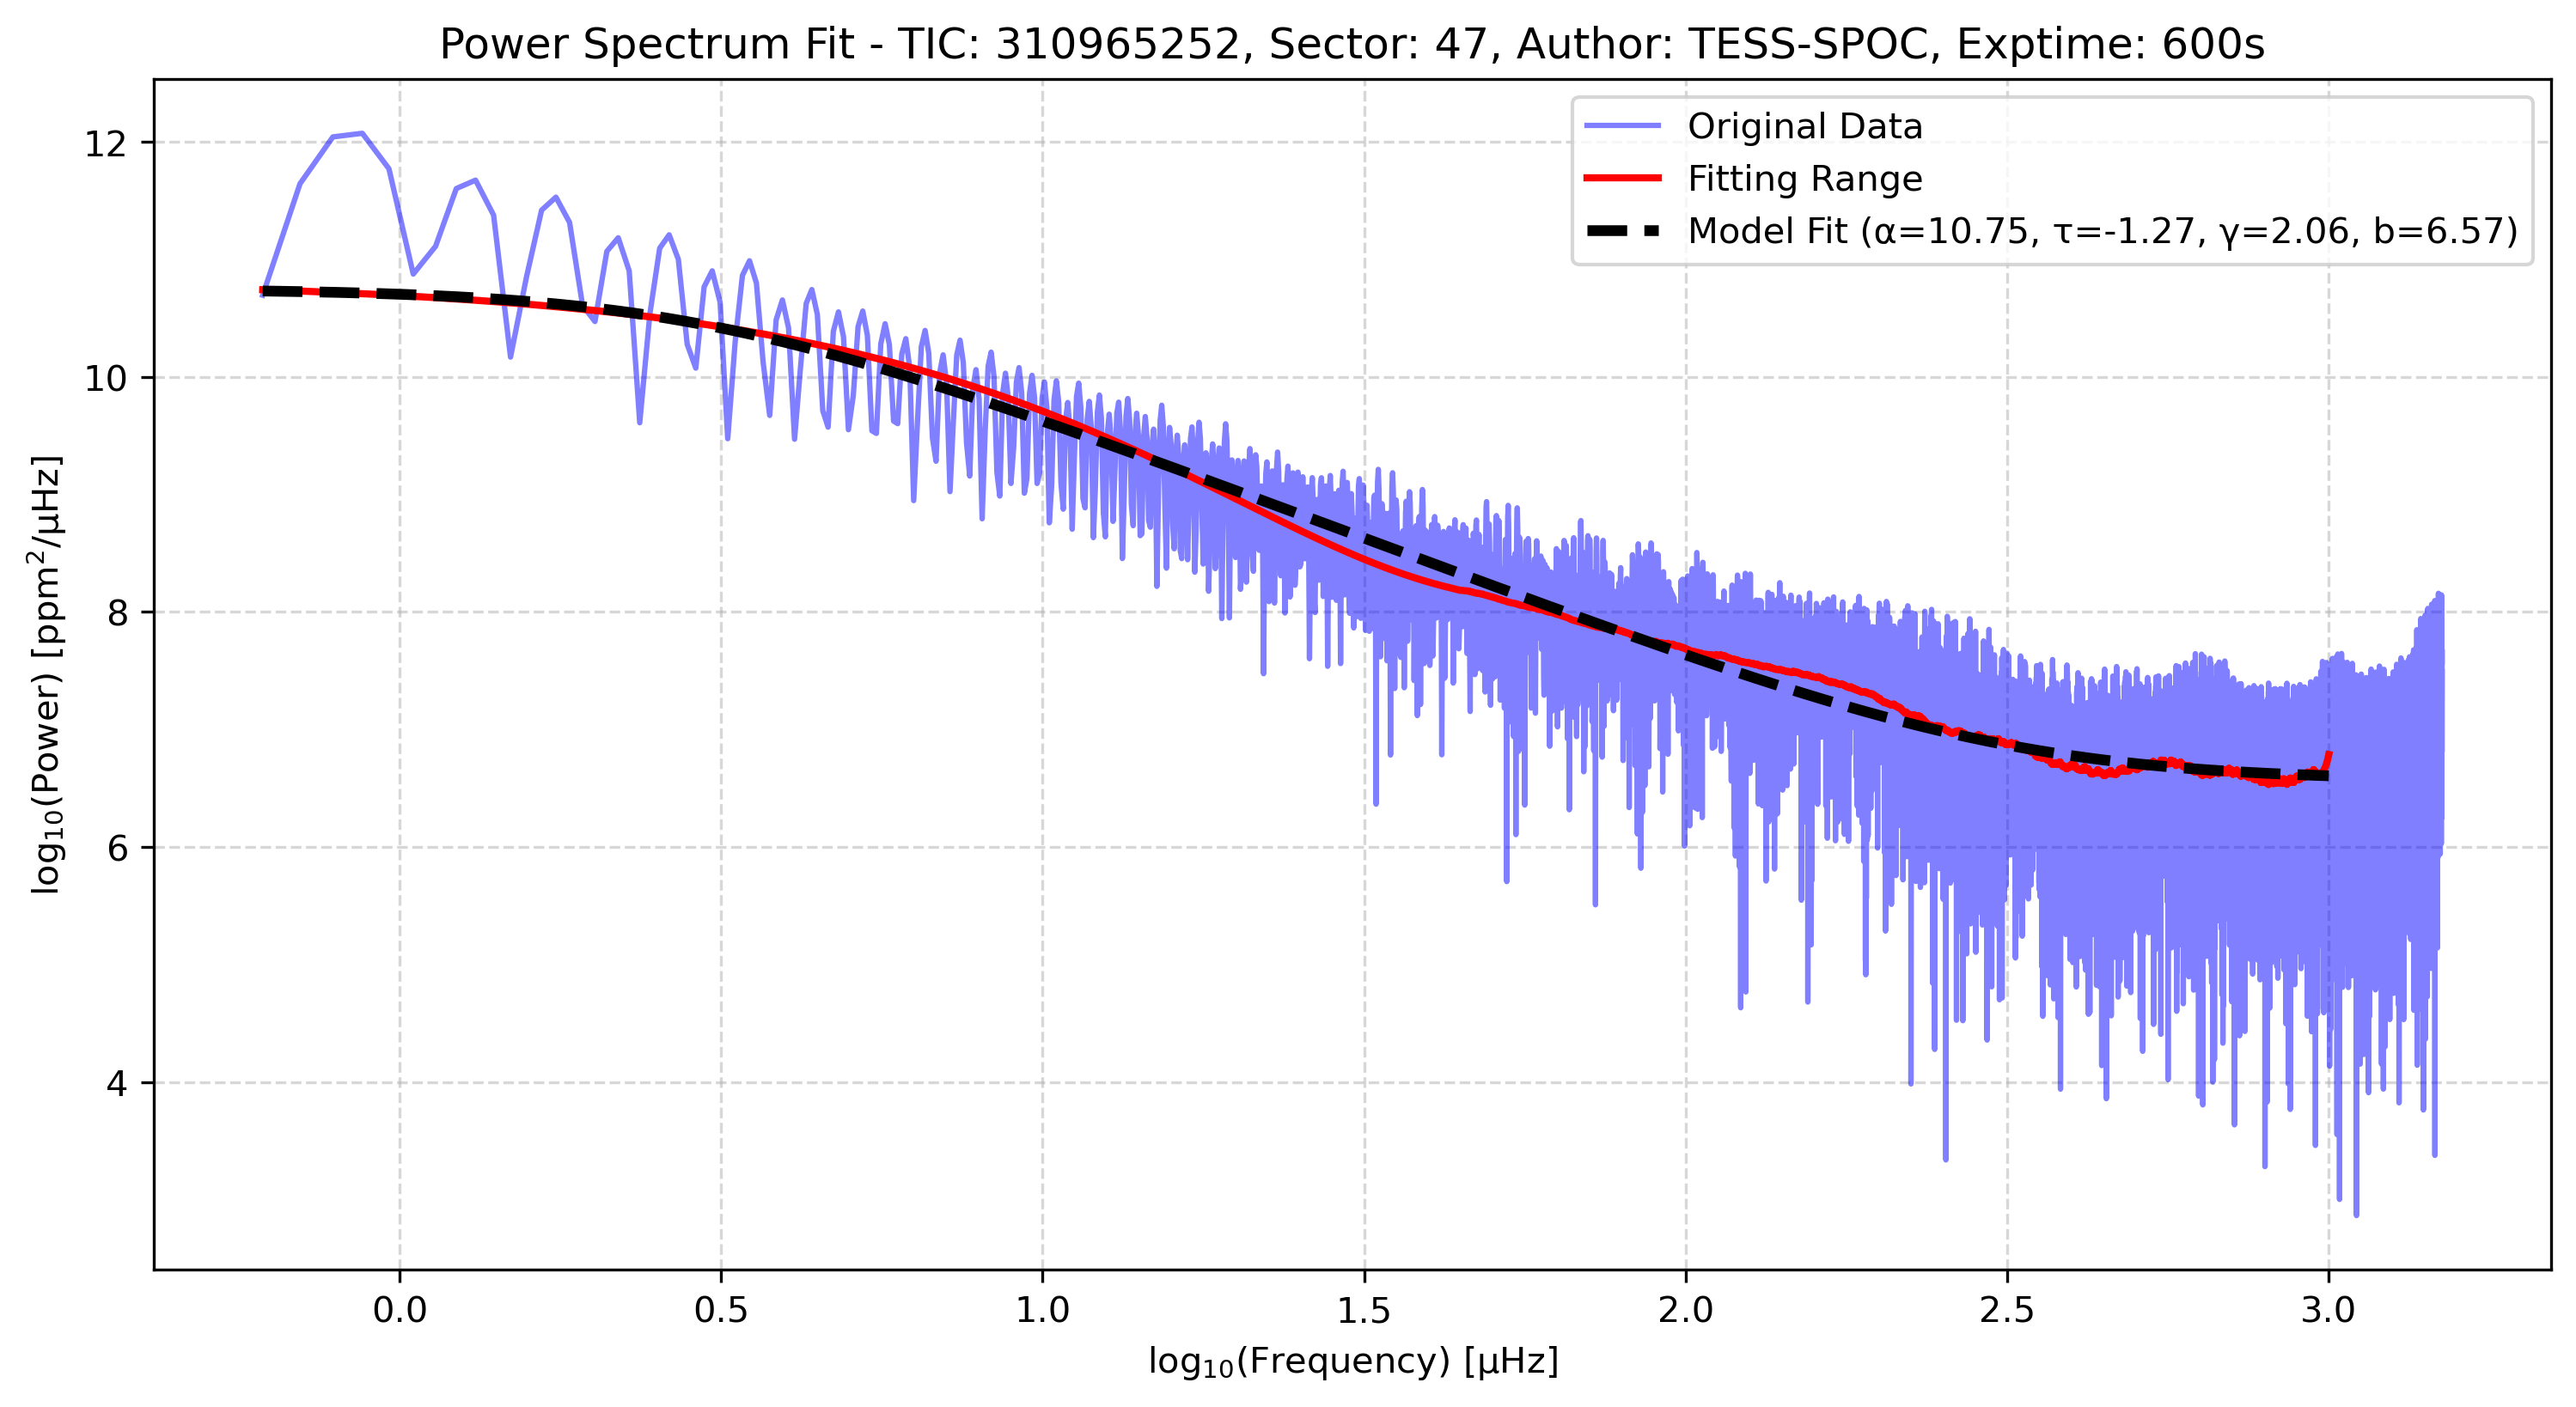 Power Spectrum Fit - TIC: 310965252, Sector: 47, Author: TESS-SPOC, Exptime: 600s
Original Data
Fitting Range
Model Fit (α=10.75, τ=-1.27, γ=2.06, b=6.57)
log₁₀(Power) [ppm²/μHz]
12
10
8
6
4
0.0 0.5 1.0 1.5 2.0 2.5 3.0
log₁₀(Frequency) [μHz]